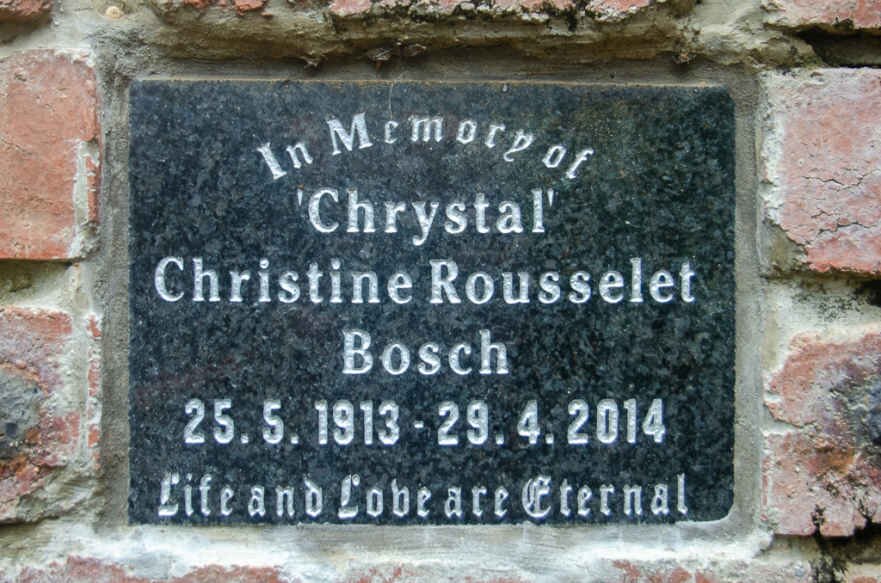 In Memory of
'Chrystal'
Christine Rousselet
Bosch
25.5.1913-29.4.2014
Life and Love are Eternal